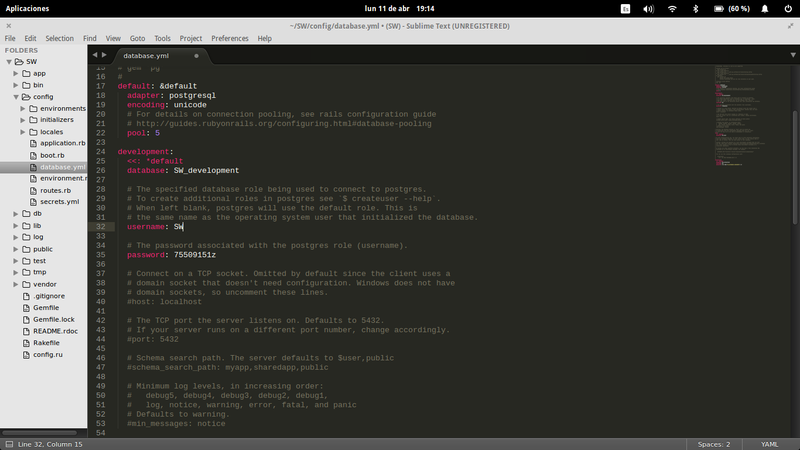 Aplicaciones
lun 11 de abr 19:14
Es
(60 %)
~/SW/config/database.yml • (SW) - Sublime Text (UNREGISTERED)
File Edit Selection Find View Goto Tools Project Preferences Help
FOLDERS
SW
app
bin
config
environments
initializers
locales
application.rb
boot.rb
database.yml
environment.r
routes.rb
secrets.yml
db
lib
log
public
test
tmp
vendor
.gitignore
Gemfile
Gemfile.lock
README.rdoc
Rakefile
config.ru
database.yml
15 # gem 'pg'
16 #
17 default: &default
18 adapter: postgresql
19 encoding: unicode
20 # For details on connection pooling, see rails configuration guide
21 # http://guides.rubyonrails.org/configuring.html#database-pooling
22 pool: 5
23
24 development:
25 <<: *default
26 database: SW_development
27
28 # The specified database role being used to connect to postgres.
29 # To create additional roles in postgres see `$ createuser --help`.
30 # When left blank, postgres will use the default role. This is
31 # the same name as the operating system user that initialized the database.
32 username: SW
33
34 # The password associated with the postgres role (username).
35 password: 75509151z
36
37 # Connect on a TCP socket. Omitted by default since the client uses a
38 # domain socket that doesn't need configuration. Windows does not have
39 # domain sockets, so uncomment these lines.
40 #host: localhost
41
42 # The TCP port the server listens on. Defaults to 5432.
43 # If your server runs on a different port number, change accordingly.
44 #port: 5432
45
46 # Schema search path. The server defaults to $user,public
47 #schema_search_path: myapp,sharedapp,public
48
49 # Minimum log levels, in increasing order:
50 # debug5, debug4, debug3, debug2, debug1,
51 # log, notice, warning, error, fatal, and panic
52 # Defaults to warning.
53 #min_messages: notice
54
Line 32, Column 15
Spaces: 2
YAML